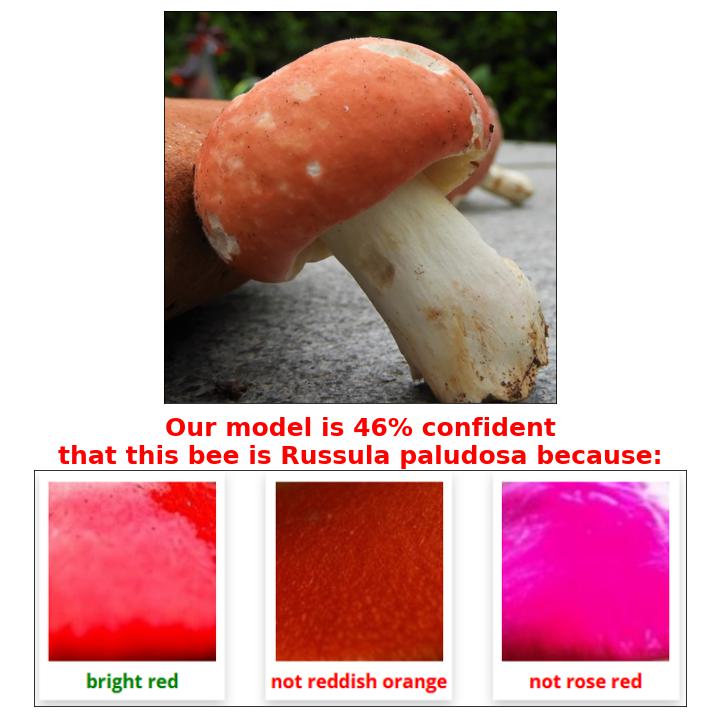 Our model is 46% confident
that this bee is Russula paludosa because:
bright red
not reddish orange
not rose red